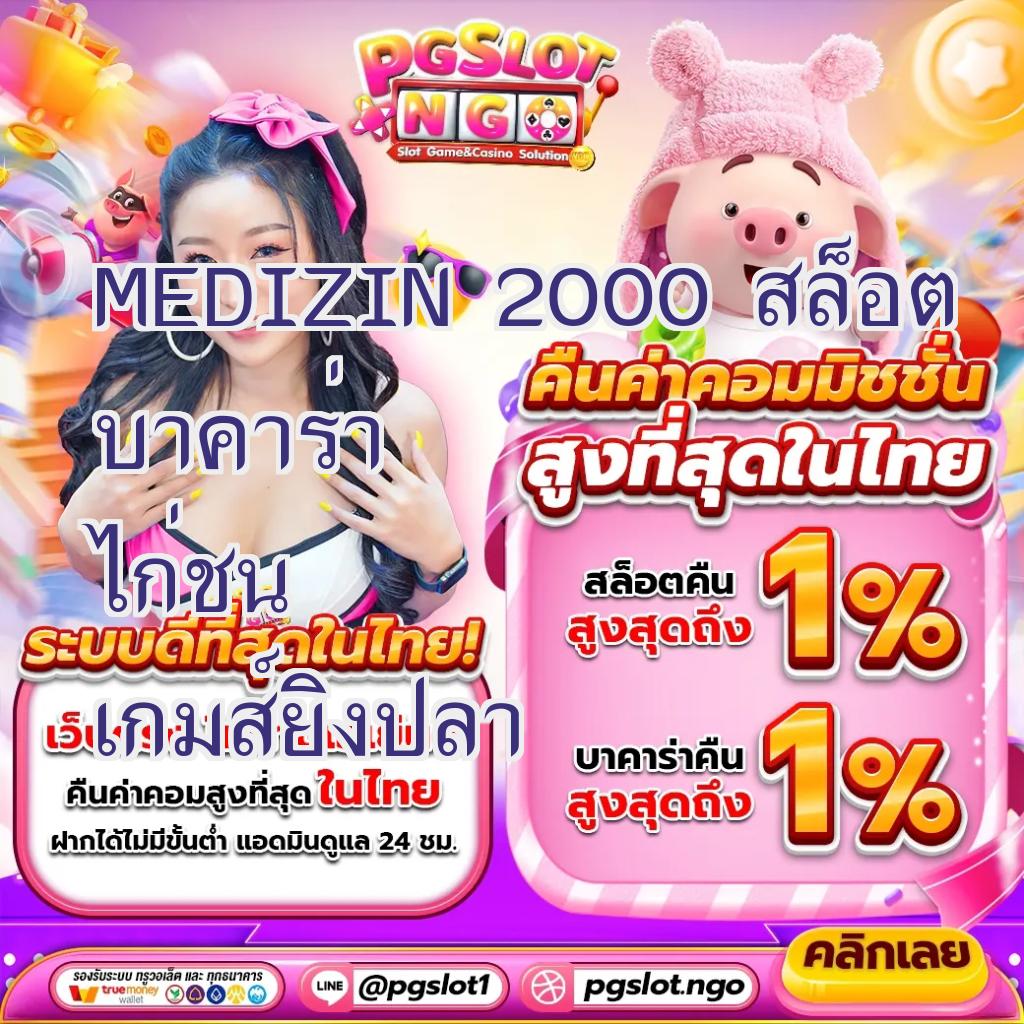 PGSLOT
NGO
Slot Game&Casino Solution
MEDIZIN 2000 สล็อต
บาคาร่า
ไก่ชน
เกมส์ยิงปลา
คืนค่าคอมมิชชั่น
สูงที่สุดในไทย
สล็อตคืน
สูงสุดถึง
1%
บาคาร่าคืน
สูงสุดถึง
1%
ระบบดีที่สุดในไทย!
คืนค่าคอมสูงที่สุด ในไทย
ฝากได้ไม่มีขั้นต่ำ แอดมินดูแล 24 ชม.
คลิกเลย
รองรับระบบ ทรูวอเล็ต และ ทุกธนาคาร
truemoney
wallet
LINE @pgslot1
pgslot.ngo